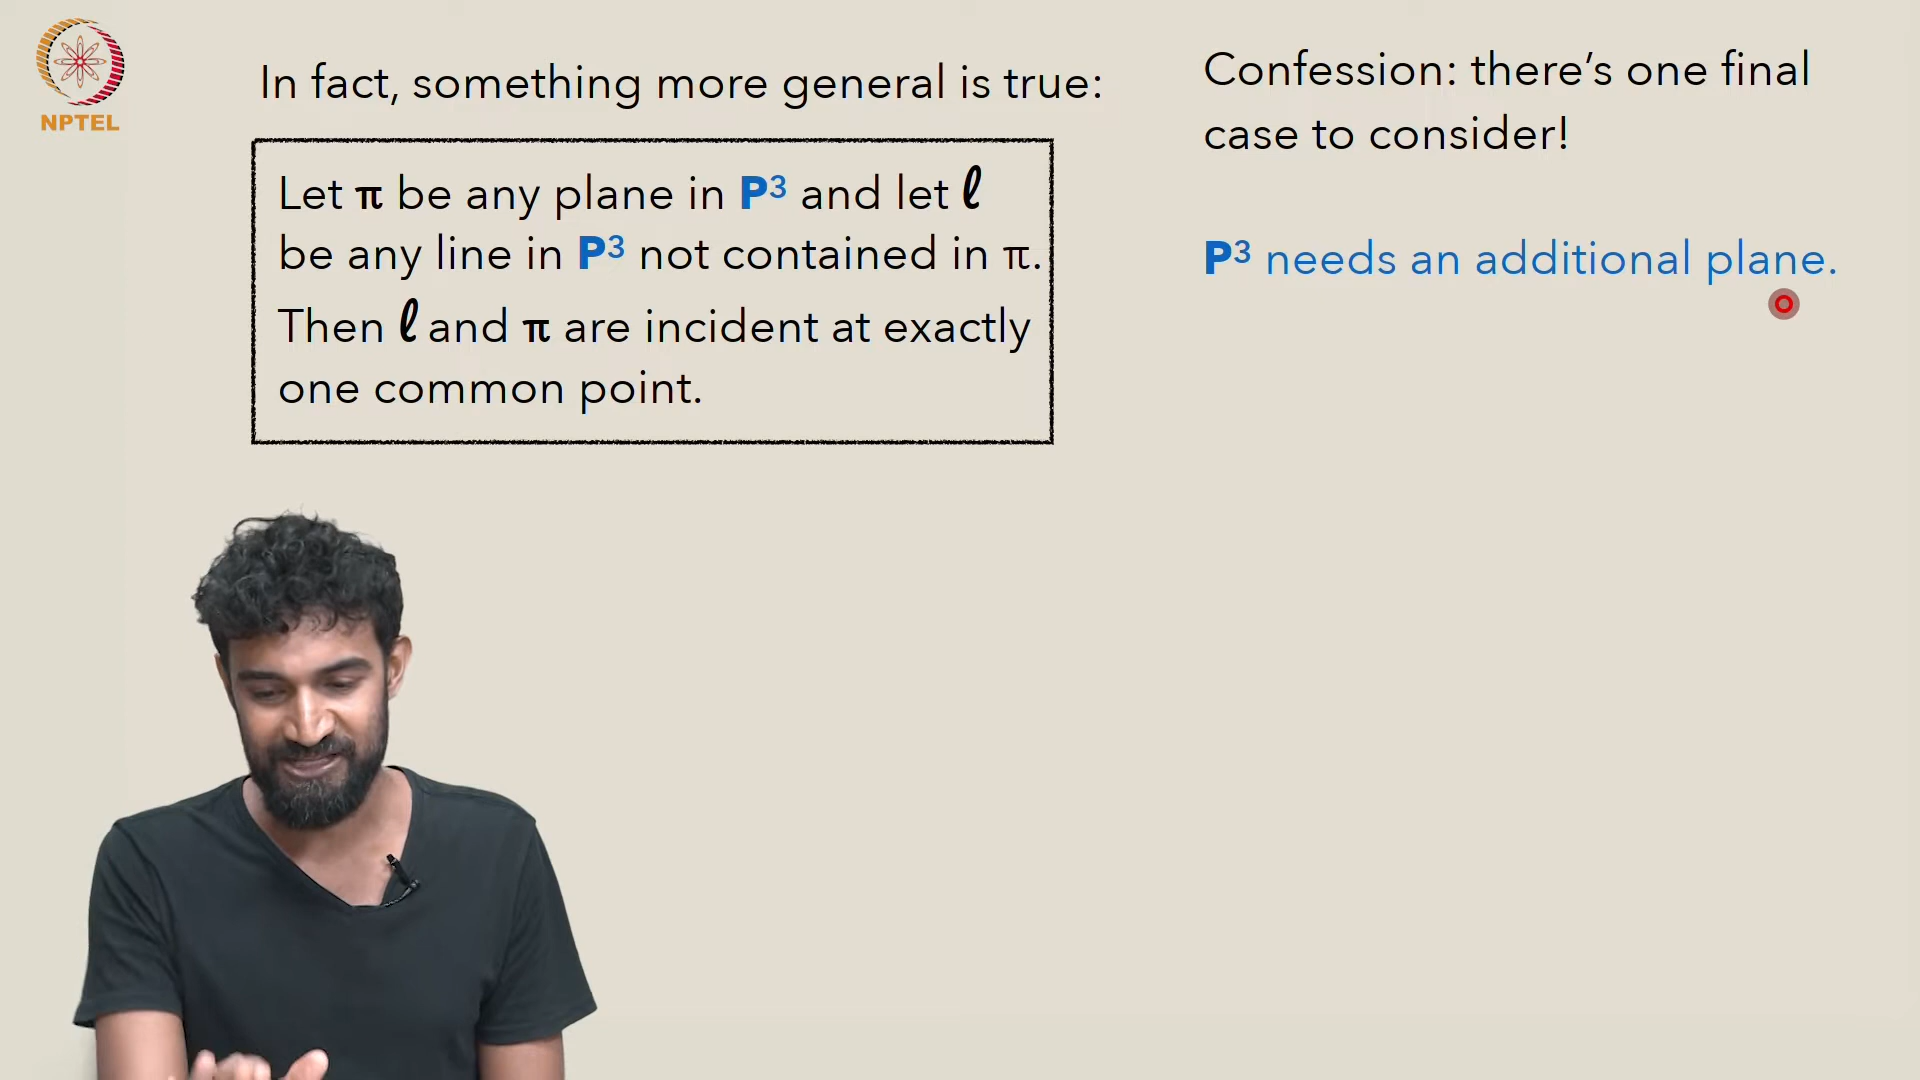 NPTEL
In fact, something more general is true:
Let π be any plane in P³ and let ℓ
be any line in P³ not contained in π.
Then ℓ and π are incident at exactly
one common point.
Confession: there’s one final
case to consider!
P³ needs an additional plane.